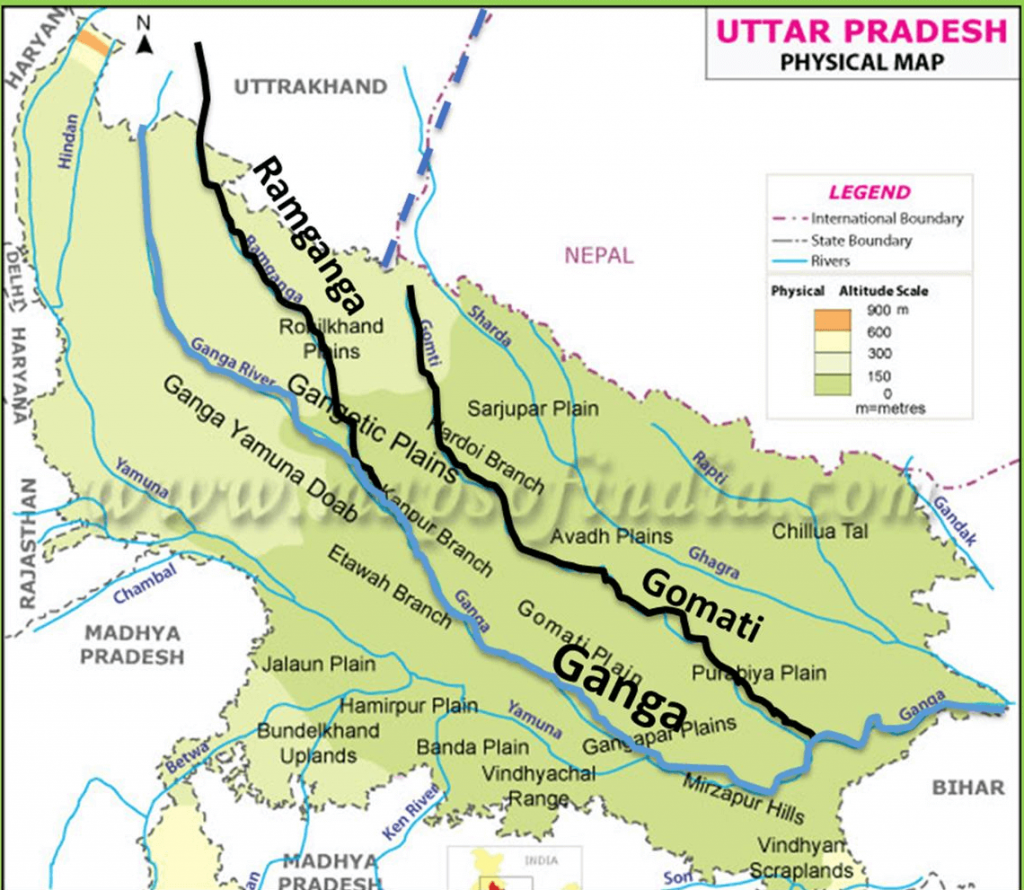 UTTAR PRADESH
PHYSICAL MAP
HARYAN
N
UTTRAKHAND
Hindan
Ramganga
LEGEND
International Boundary
State Boundary
Rivers
NEPAL
DELHI
Ramganga
Physical Altitude Scale
900 m
600
300
150
0
m=metres
Rohilkhand
Plains
Gomti
Sharda
HARYANA
Ganga River
Gangetic Plains
Sarjupar Plain
Ganga Yamuna Doab
Hardoi Branch
Rapti
Yamuna
www.mapsofindia.com
Gandak
RAJASTHAN
Kanpur Branch
Avadh Plains
Chillua Tal
Ghagra
Chambal
Etawah Branch
Ganga
Gomati
MADHYA
PRADESH
Gomati Plain
Jalaun Plain
Ganga
Purabiya Plain
Hamirpur Plain
Yamuna
Ganga
Bundelkhand
Uplands
Betwa
Banda Plain
Gangapar Plains
Vindhyachal
Range
Mirzapur Hills
BIHAR
Ken River
Vindhyan
Scraplands
MADHYA
PRADESH
INDIA
an
Son